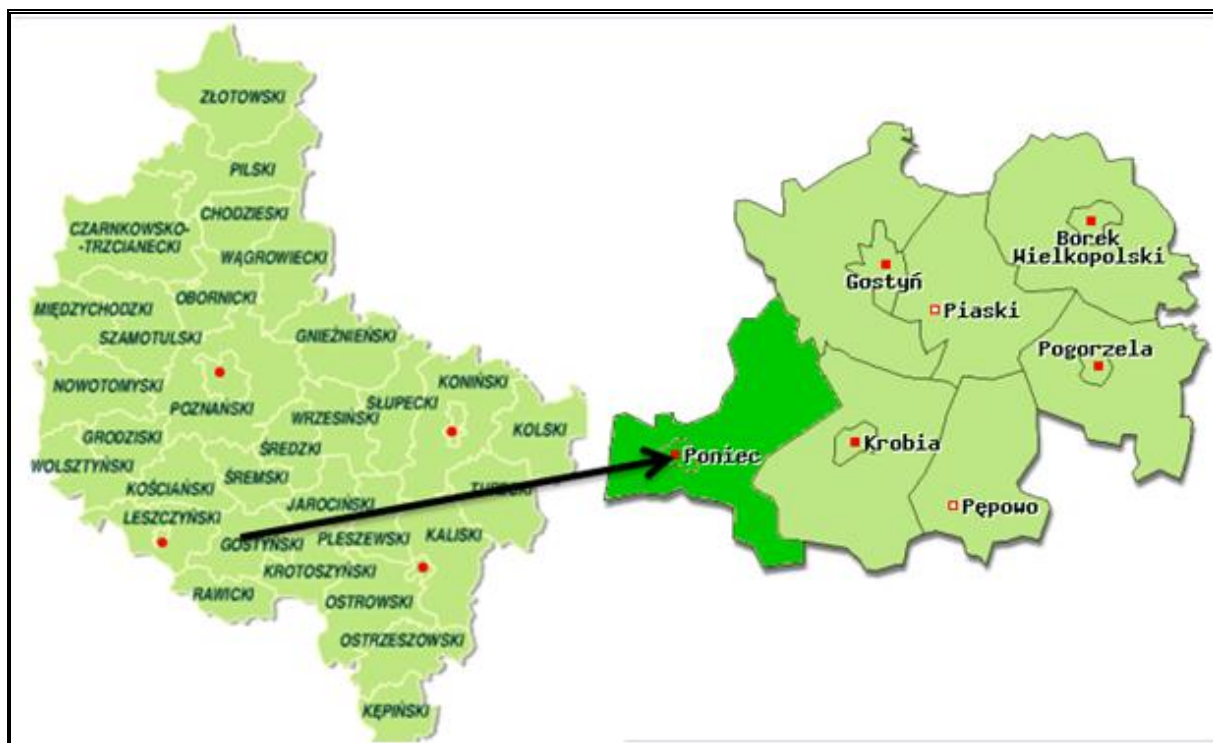 ZŁOTOWSKI
PILSKI
CHODZIESKI
CZARNKOWSKO-
-TRZCIANECKI
WĄGROWIECKI
OBORNICKI
MIĘDZYCHODZKI
SZAMOTULSKI
GNIEŹNIEŃSKI
NOWOTOMYSKI
POZNAŃSKI
KONIŃSKI
SŁUPECKI
WRZESIŃSKI
KOLSKI
GRODZISKI
ŚREDZKI
WOLSZTYŃSKI
KOŚCIAŃSKI
ŚREMSKI
TURECKI
JAROCIŃSKI
LESZCZYŃSKI
GOSTYŃSKI
PLESZEWSKI
KALISKI
KROTOSZYŃSKI
RAWICKI
OSTROWSKI
OSTRZESZOWSKI
KĘPIŃSKI
Borek
Wielkopolski
Gostyń
Piaski
Pogorzela
Krobia
Poniec
Pępowo